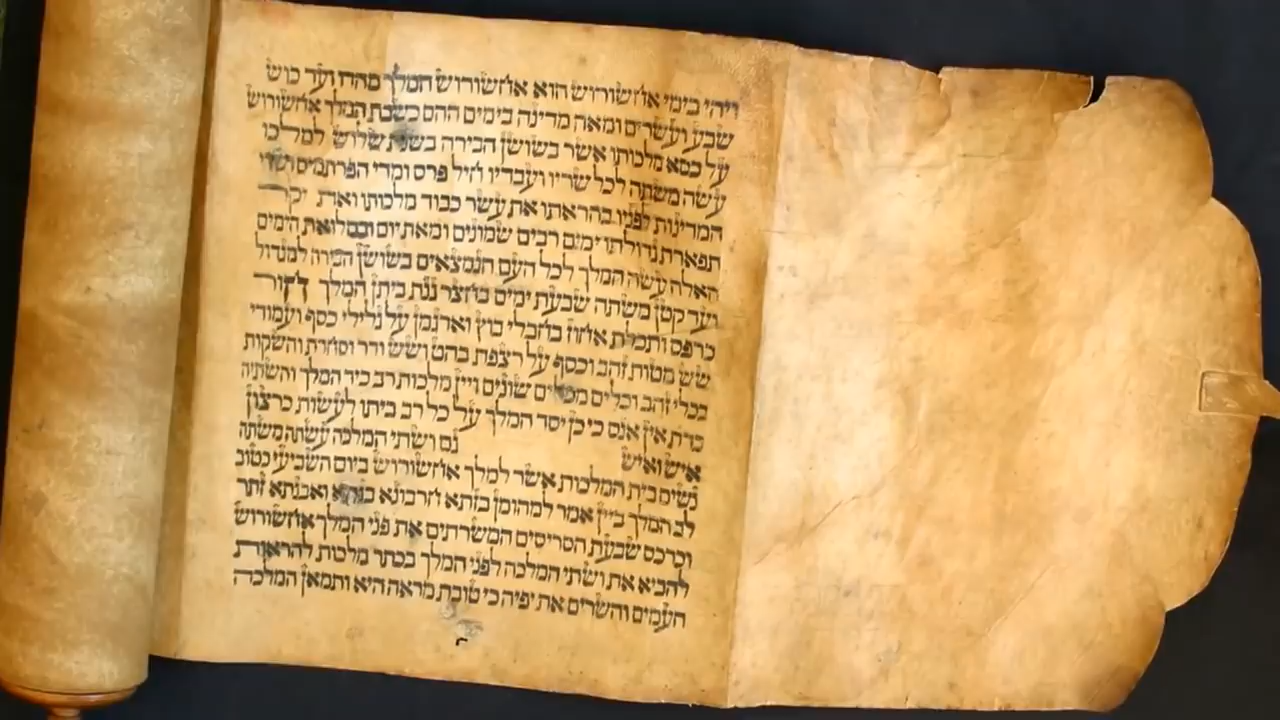 ויהי בימי אחשורוש הוא אחשורוש המלך מהדו ועד כוש
שבע ועשרים ומאה מדינה בימים ההם כשבת המלך אחשורוש
על כסא מלכותו אשר בשושן הבירה בשנת שלוש למלכו
עשה משתה לכל שריו ועבדיו חיל פרס ומדי הפרתמים ושרי
המדינות לפניו בהראתו את עשר כבוד מלכותו ואת יקר
תפארת גדולתו ימים רבים שמונים ומאת יום ובמלואת הימים
האלה עשה המלך לכל העם הנמצאים בשושן הבירה למגדול
ועד קטן משתה שבעת ימים בחצר גנת ביתן המלך חור
כרפס ותכלת אחוז בחבלי בוץ וארגמן על גלילי כסף ועמודי
שש מטות זהב וכסף על רצפת בהט ושש ודר וסחרת והשקות
בכלי זהב וכלים מכלים שונים ויין מלכות רב כיד המלך והשתיה
כדת אין אנס כי כן יסד המלך על כל רב ביתו לעשות כרצון
איש ואיש גם ושתי המלכה עשתה משתה
נשים בית המלכות אשר למלך אחשורוש ביום השביעי כטוב
לב המלך ביין אמר למהומן בזתא חרבונא בגתא ואבגתא זתר
וכרכס שבעת הסריסים המשרתים את פני המלך אחשורוש
להביא את ושתי המלכה לפני המלך בכתר מלכות להראות
העמים והשרים את יפיה כי טובת מראה היא ותמאן המלכה